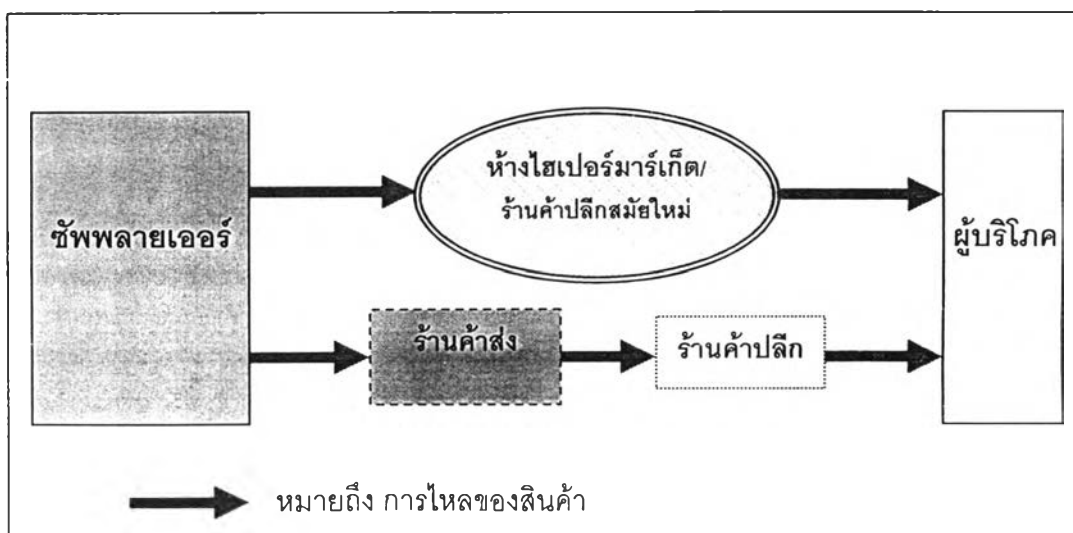 ห้างไฮเปอร์มาร์เก็ต/
ร้านค้าปลีกสมัยใหม่
ซัพพลายเออร์
ผู้บริโภค
ร้านค้าส่ง
ร้านค้าปลีก
หมายถึง การไหลของสินค้า